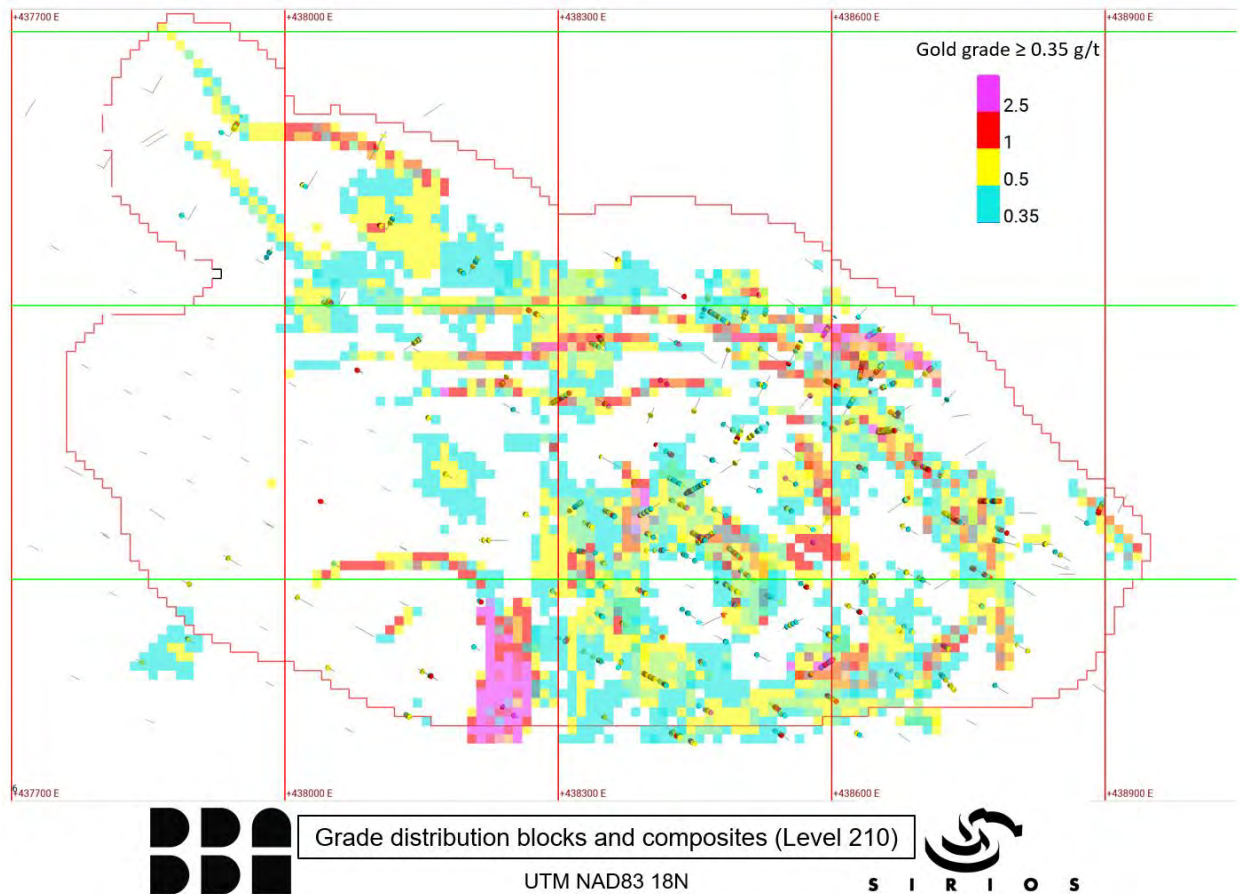 +437700 E
+438000 E
+438300 E
+438600 E
+438900 E
Gold grade ≥ 0.35 g/t
2.5
1
0.5
0.35
+437700 E
+438000 E
+438300 E
+438600 E
+438900 E
Grade distribution blocks and composites (Level 210)
UTM NAD83 18N
SIRIOS